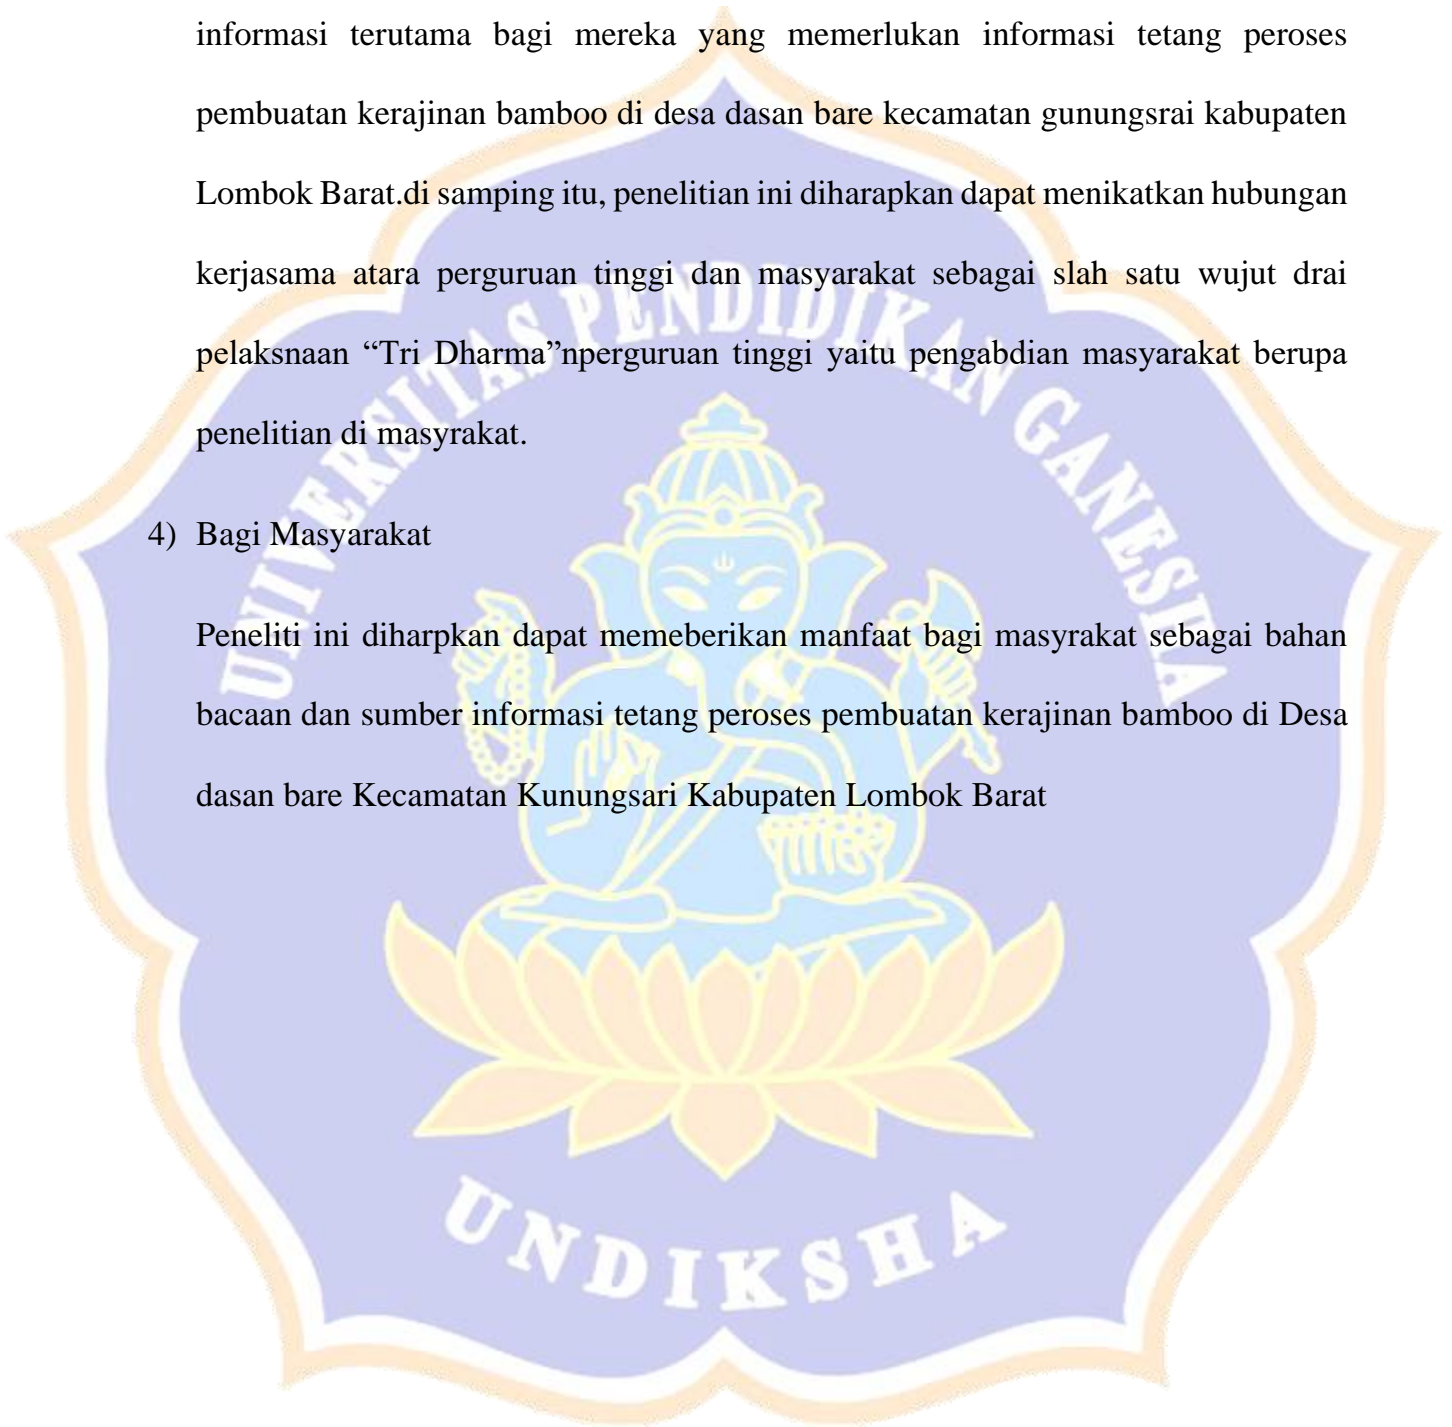 informasi terutama bagi mereka yang memerlukan informasi tetang peroses
pembuatan kerajinan bamboo di desa dasan bare kecamatan gunungsrai kabupaten
Lombok Barat.di samping itu, penelitian ini diharapkan dapat menikatkan hubungan
kerjasama atara perguruan tinggi dan masyarakat sebagai slah satu wujut drai
pelaksnaan “Tri Dharma”nperguruan tinggi yaitu pengabdian masyarakat berupa
penelitian di masyrakat.
4) Bagi Masyarakat
Peneliti ini diharpkan dapat memeberikan manfaat bagi masyrakat sebagai bahan
bacaan dan sumber informasi tetang peroses pembuatan kerajinan bamboo di Desa
dasan bare Kecamatan Kunungsari Kabupaten Lombok Barat
UNIVERSITAS PENDIDIKAN GANESHA
UNDIKSHA